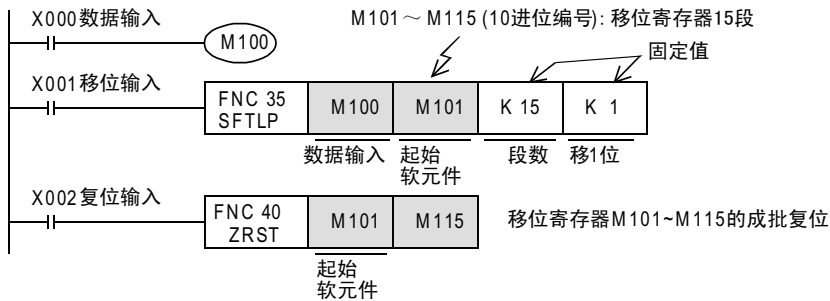 X000数据输入
M100
M101～M115 (10进位编号): 移位寄存器15段
固定值
X001移位输入
FNC 35
SFTLP
M100
M101
K 15
K 1
数据输入
起始
软元件
段数
移1位
X002复位输入
FNC 40
ZRST
M101
M115
移位寄存器M101~M115的成批复位
起始
软元件